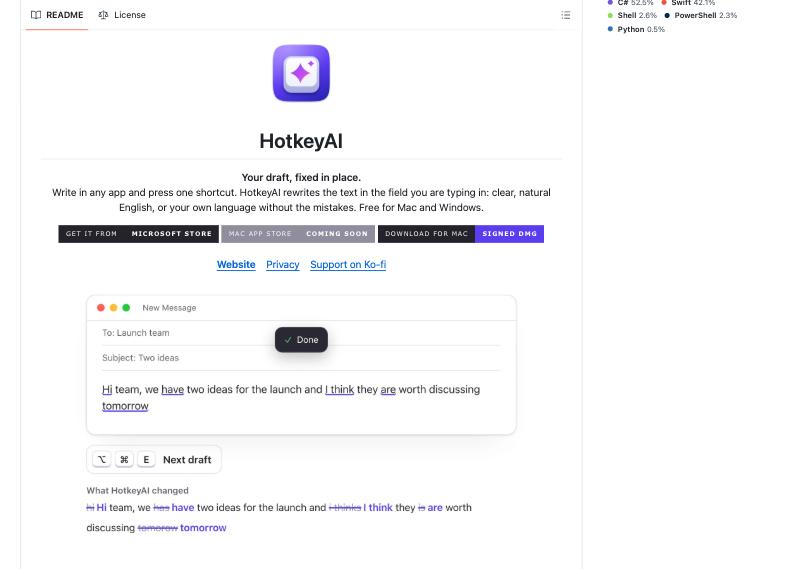 C# 52.5% Swift 42.1%
Shell 2.6% PowerShell 2.3%
Python 0.5%
README License
HotkeyAI
Your draft, fixed in place.
Write in any app and press one shortcut. HotkeyAI rewrites the text in the field you are typing in: clear, natural
English, or your own language without the mistakes. Free for Mac and Windows.
GET IT FROM MICROSOFT STORE MAC APP STORE COMING SOON DOWNLOAD FOR MAC SIGNED DMG
Website Privacy Support on Ko-fi
New Message
To: Launch team
Done
Subject: Two ideas
Hi team, we have two ideas for the launch and I think they are worth discussing
tomorrow
⌥ ⌘ E Next draft
What HotkeyAI changed
hi Hi team, we has have two ideas for the launch and i thinks I think they is are worth
discussing tomorow tomorrow